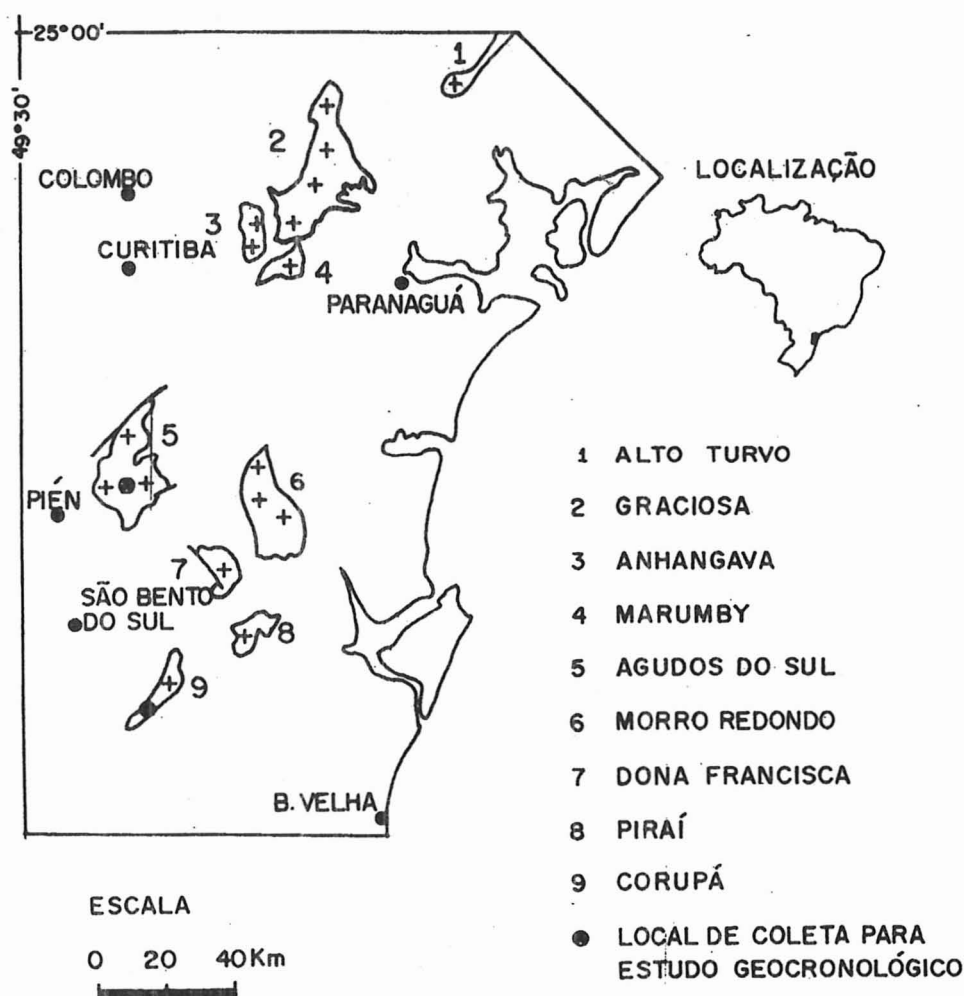 25°00'
49°30'
1
2
COLOMBO
LOCALIZAÇÃO
3
CURITIBA
4
PARANAGUÁ
5
6
PIÉN
7
SÃO BENTO
DO SUL
8
9
B. VELHA
1 ALTO TURVO
2 GRACIOSA
3 ANHANGAVA
4 MARUMBY
5 AGUDOS DO SUL
6 MORRO REDONDO
7 DONA FRANCISCA
8 PIRAÍ
9 CORUPÁ
LOCAL DE COLETA PARA
ESTUDO GEOCRONOLÓGICO
ESCALA
0 20 40 Km